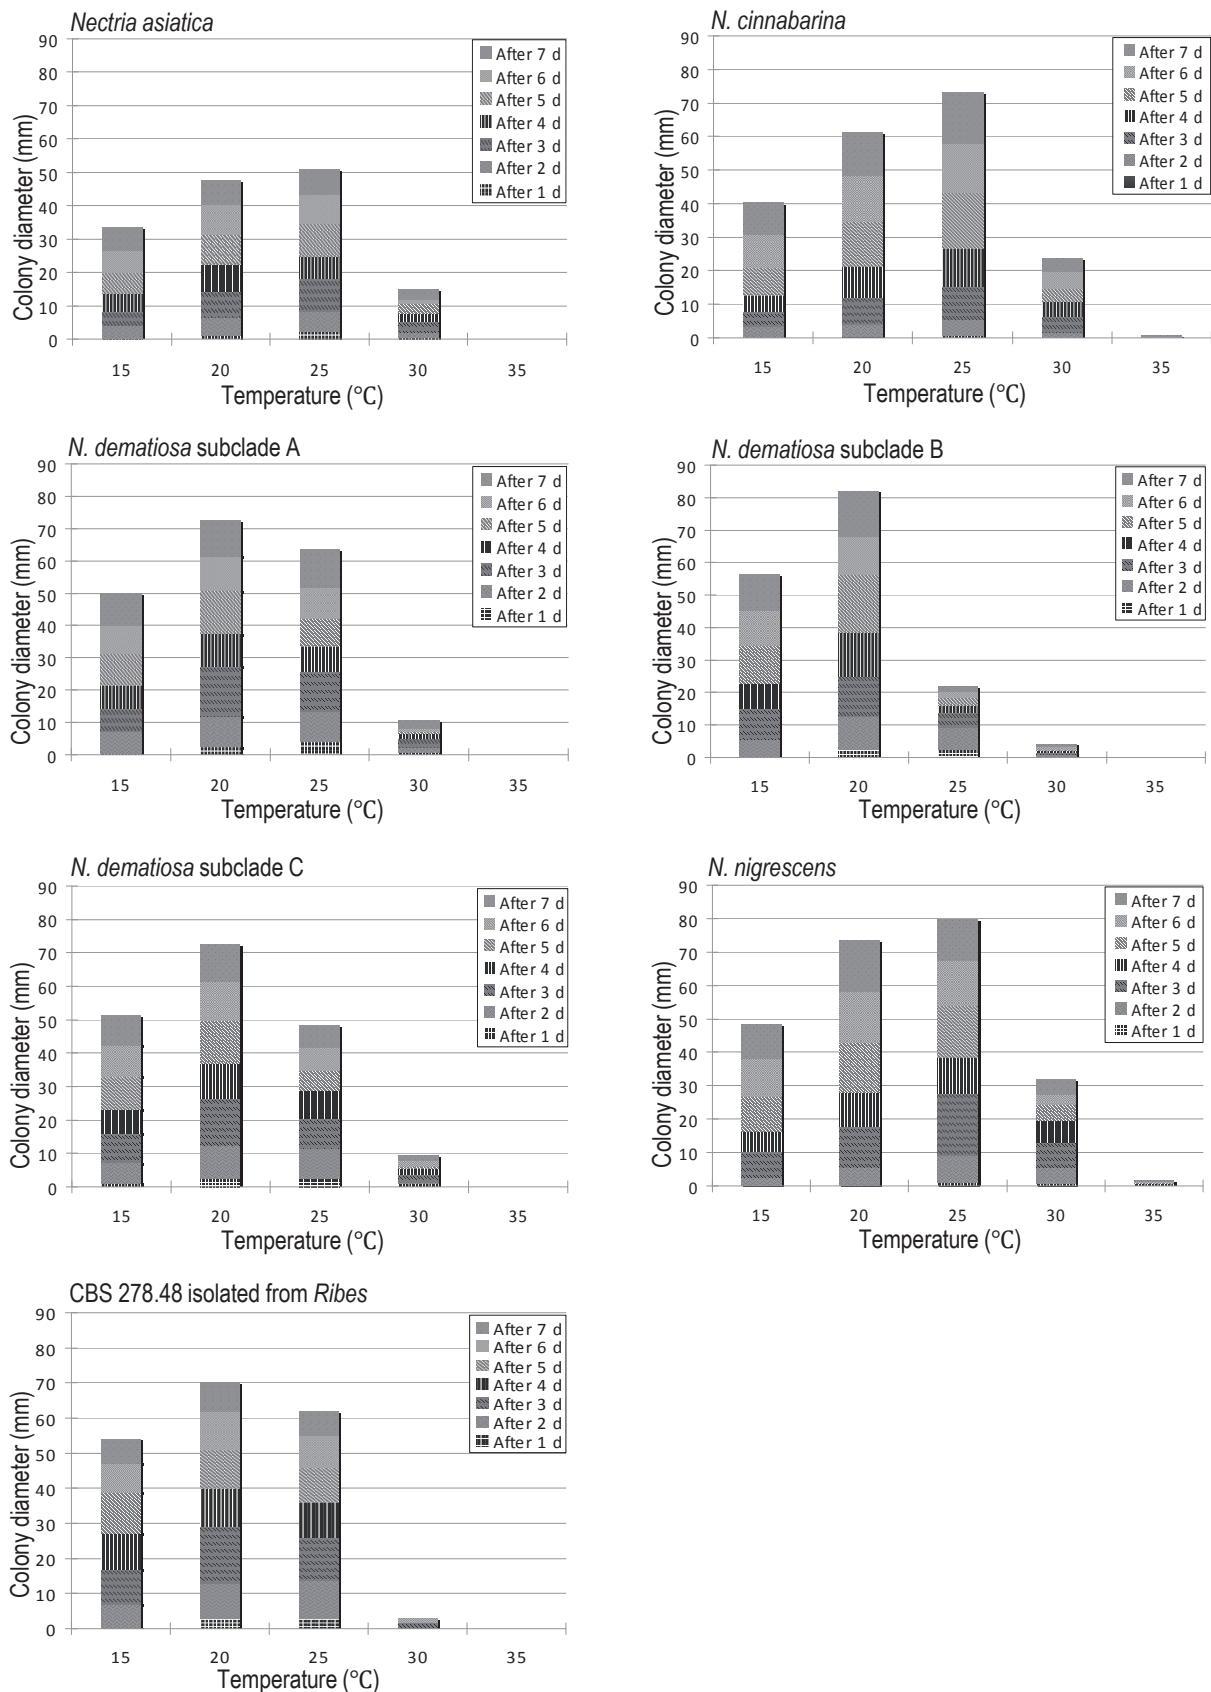 Nectria asiatica
90
80
70
60
50
40
30
20
10
0
Colony diameter (mm)
After 7 d
After 6 d
After 5 d
After 4 d
After 3 d
After 2 d
After 1 d
15 20 25 30 35
Temperature (°C)
N. cinnabarina
90
80
70
60
50
40
30
20
10
0
Colony diameter (mm)
After 7 d
After 6 d
After 5 d
After 4 d
After 3 d
After 2 d
After 1 d
15 20 25 30 35
Temperature (°C)
N. dematiosa subclade A
90
80
70
60
50
40
30
20
10
0
Colony diameter (mm)
After 7 d
After 6 d
After 5 d
After 4 d
After 3 d
After 2 d
After 1 d
15 20 25 30 35
Temperature (°C)
N. dematiosa subclade B
90
80
70
60
50
40
30
20
10
0
Colony diameter (mm)
After 7 d
After 6 d
After 5 d
After 4 d
After 3 d
After 2 d
After 1 d
15 20 25 30 35
Temperature (°C)
N. dematiosa subclade C
90
80
70
60
50
40
30
20
10
0
Colony diameter (mm)
After 7 d
After 6 d
After 5 d
After 4 d
After 3 d
After 2 d
After 1 d
15 20 25 30 35
Temperature (°C)
N. nigrescens
90
80
70
60
50
40
30
20
10
0
Colony diameter (mm)
After 7 d
After 6 d
After 5 d
After 4 d
After 3 d
After 2 d
After 1 d
15 20 25 30 35
Temperature (°C)
CBS 278.48 isolated from Ribes
90
80
70
60
50
40
30
20
10
0
Colony diameter (mm)
After 7 d
After 6 d
After 5 d
After 4 d
After 3 d
After 2 d
After 1 d
15 20 25 30 35
Temperature (°C)